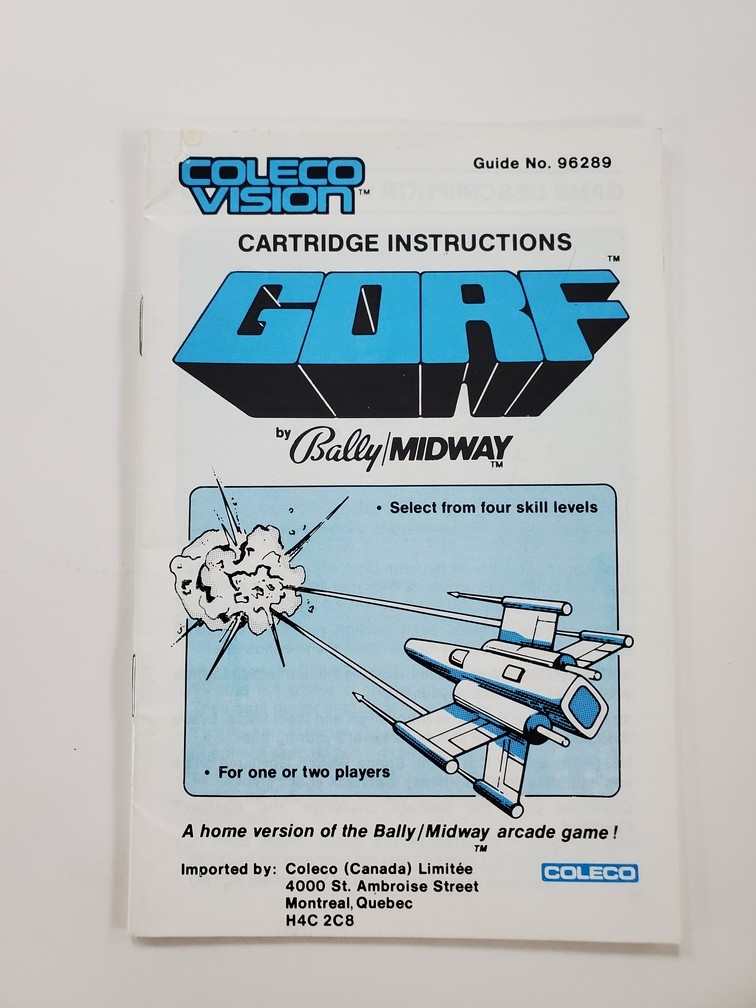 COLECO VISION™
Guide No. 96289
CARTRIDGE INSTRUCTIONS
GORF™
by Bally/MIDWAY™
• Select from four skill levels
• For one or two players
A home version of the Bally/Midway™ arcade game!
Imported by: Coleco (Canada) Limitée
4000 St. Ambroise Street
Montreal, Quebec
H4C 2C8
COLECO